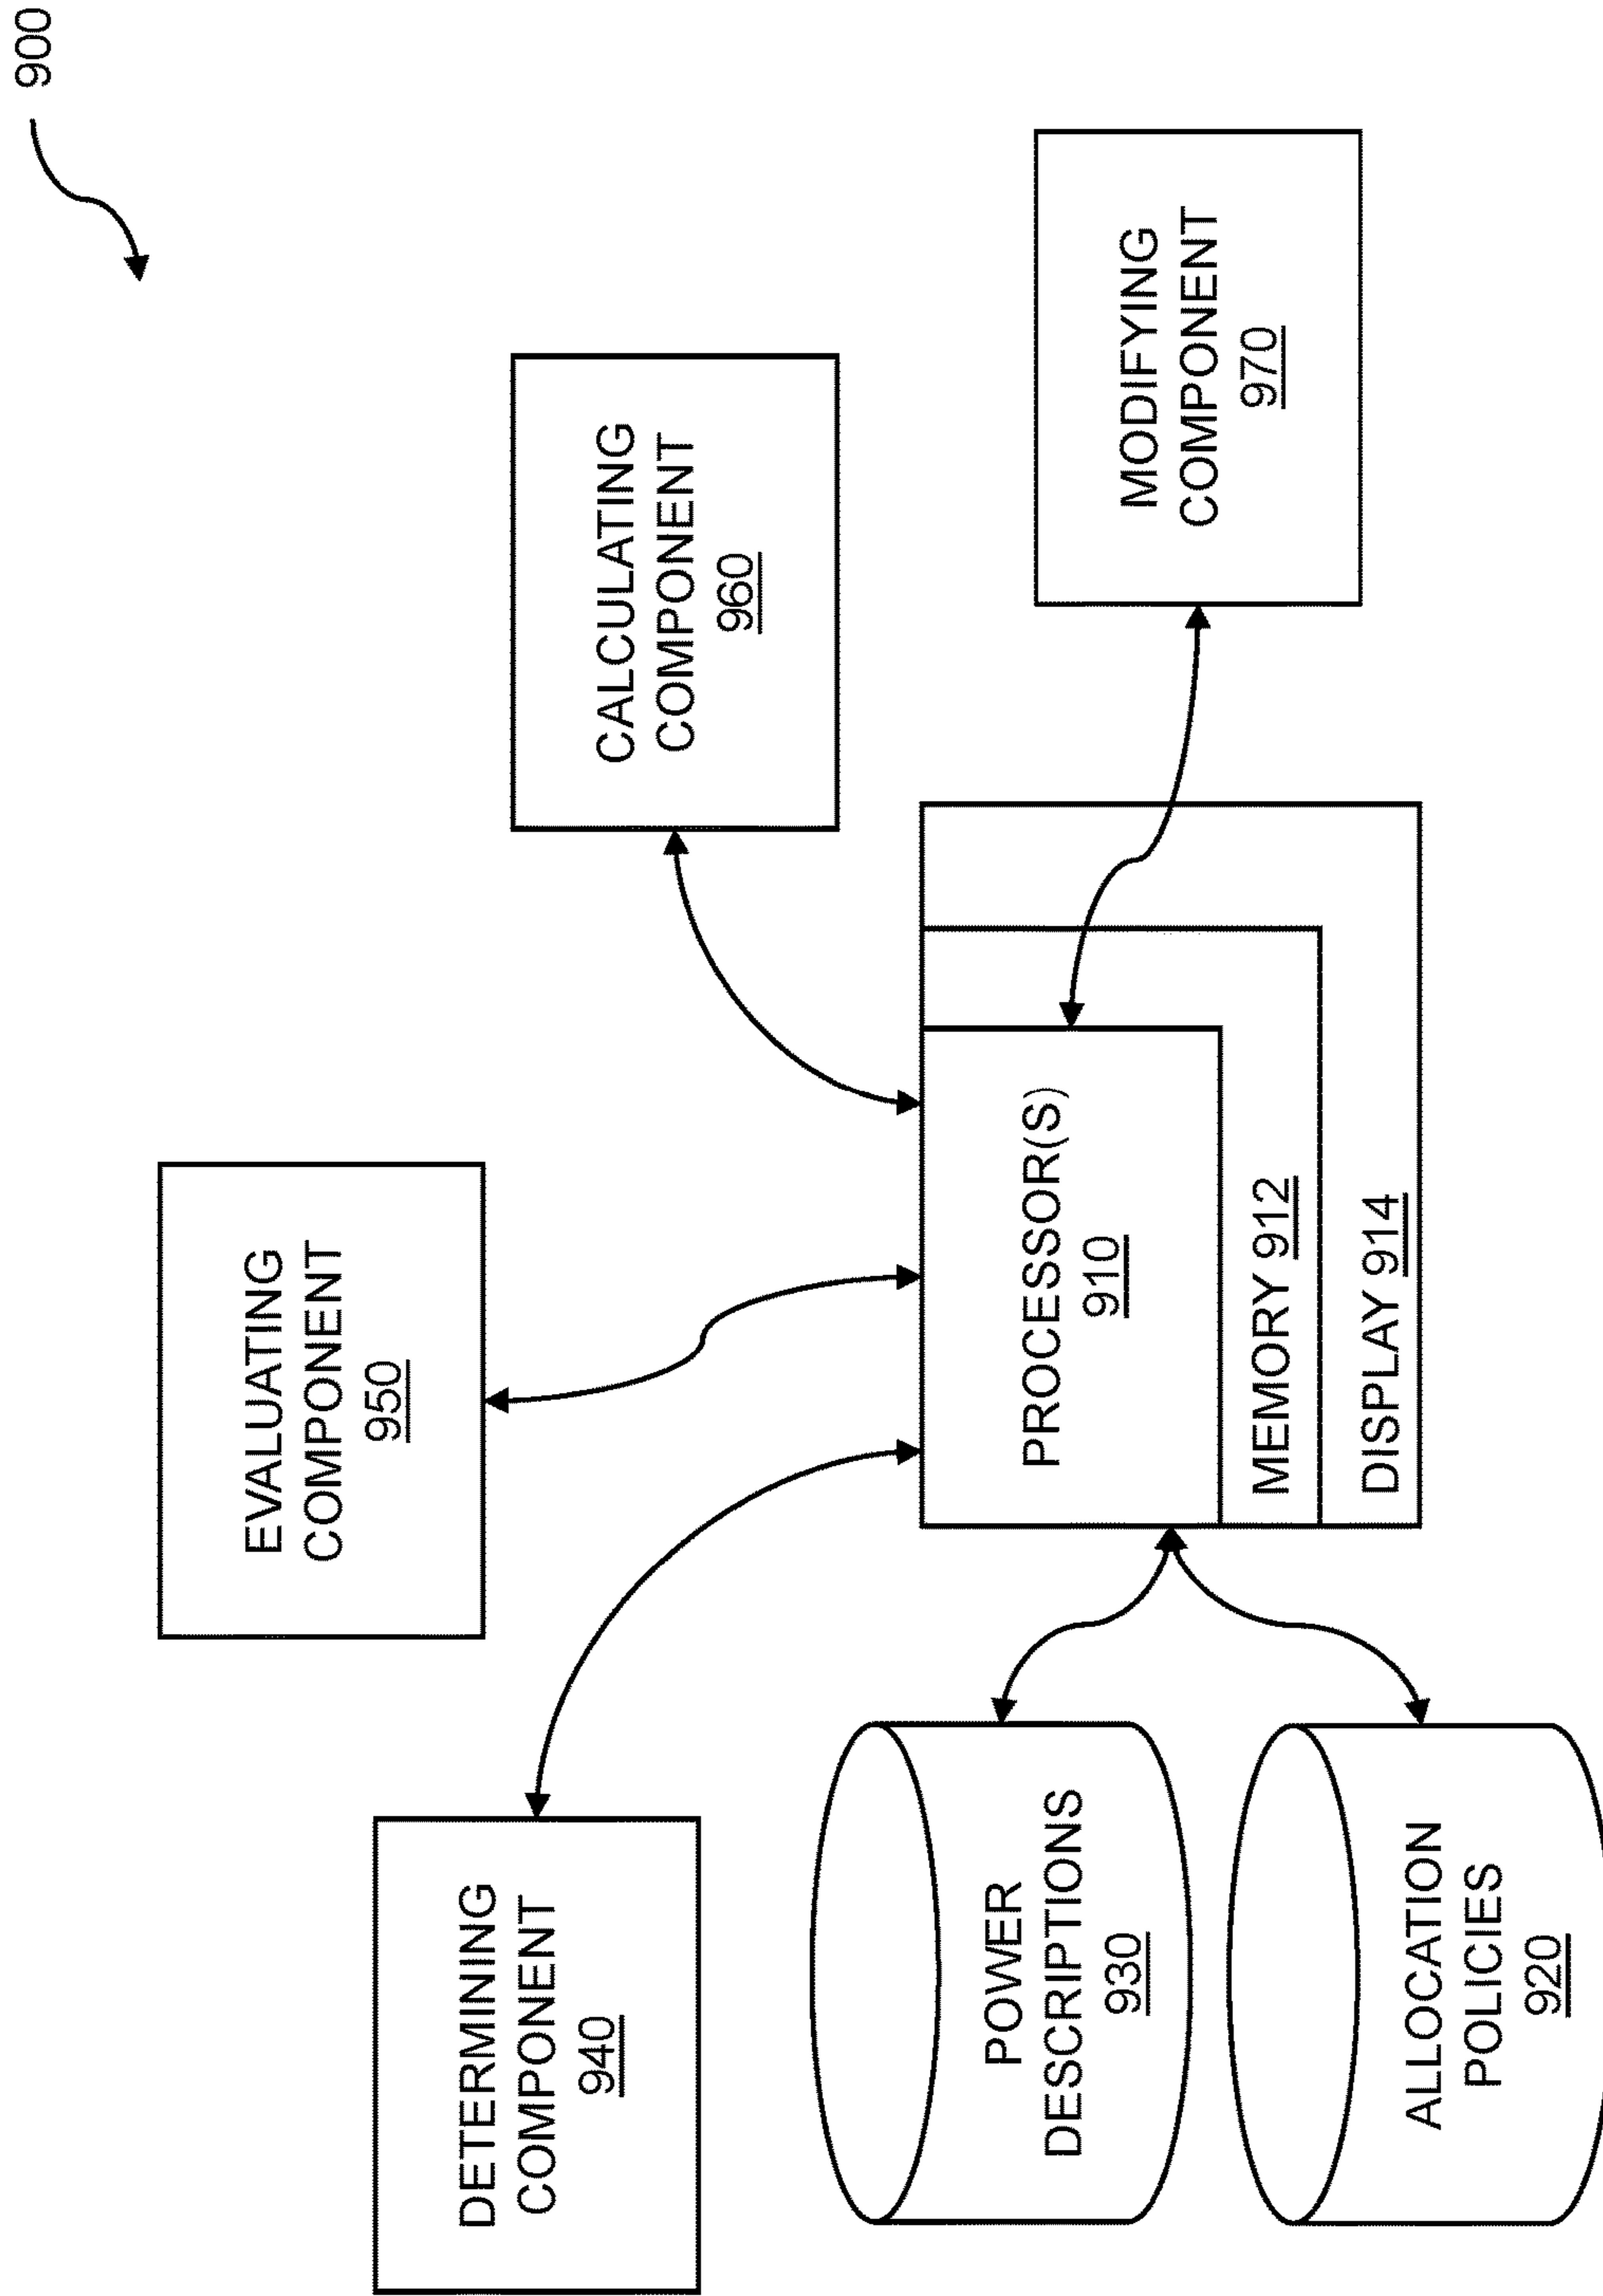 900
EVALUATING
COMPONENT
950
DETERMINING
COMPONENT
940
CALCULATING
COMPONENT
960
POWER
DESCRIPTIONS
930
PROCESSOR(S)
910
MEMORY 912
DISPLAY 914
MODIFYING
COMPONENT
970
ALLOCATION
POLICIES
920